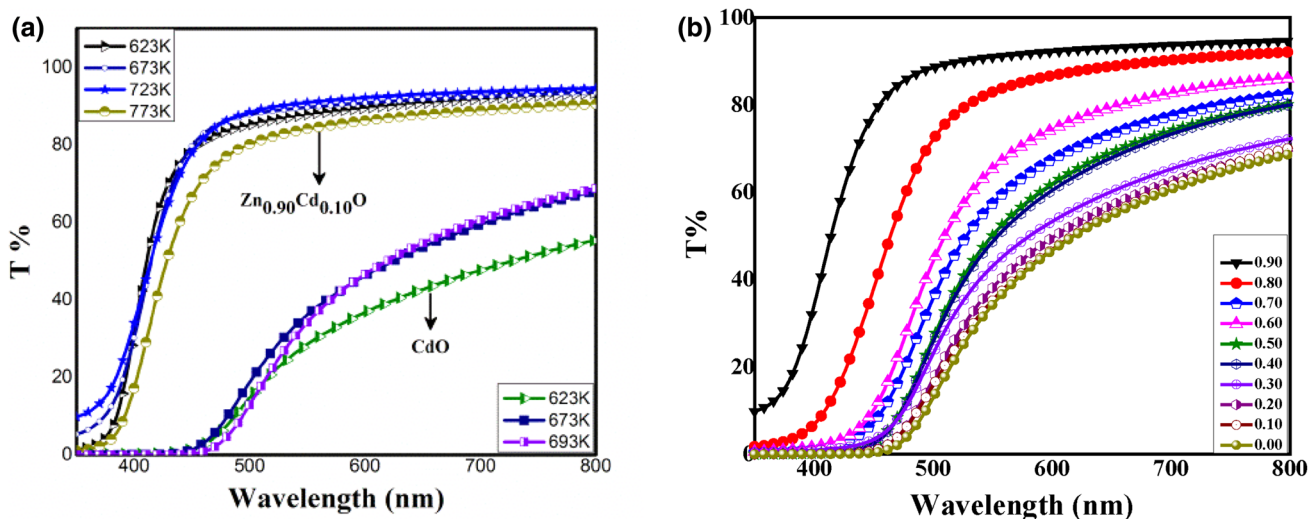 (a)
623K
673K
723K
773K
100
80
60
40
20
0
T %
Zn0.90Cd0.10O
CdO
623K
673K
693K
400
500
600
700
800
Wavelength (nm)
(b)
100
80
60
40
20
0
T%
0.90
0.80
0.70
0.60
0.50
0.40
0.30
0.20
0.10
0.00
400
500
600
700
800
Wavelength (nm)